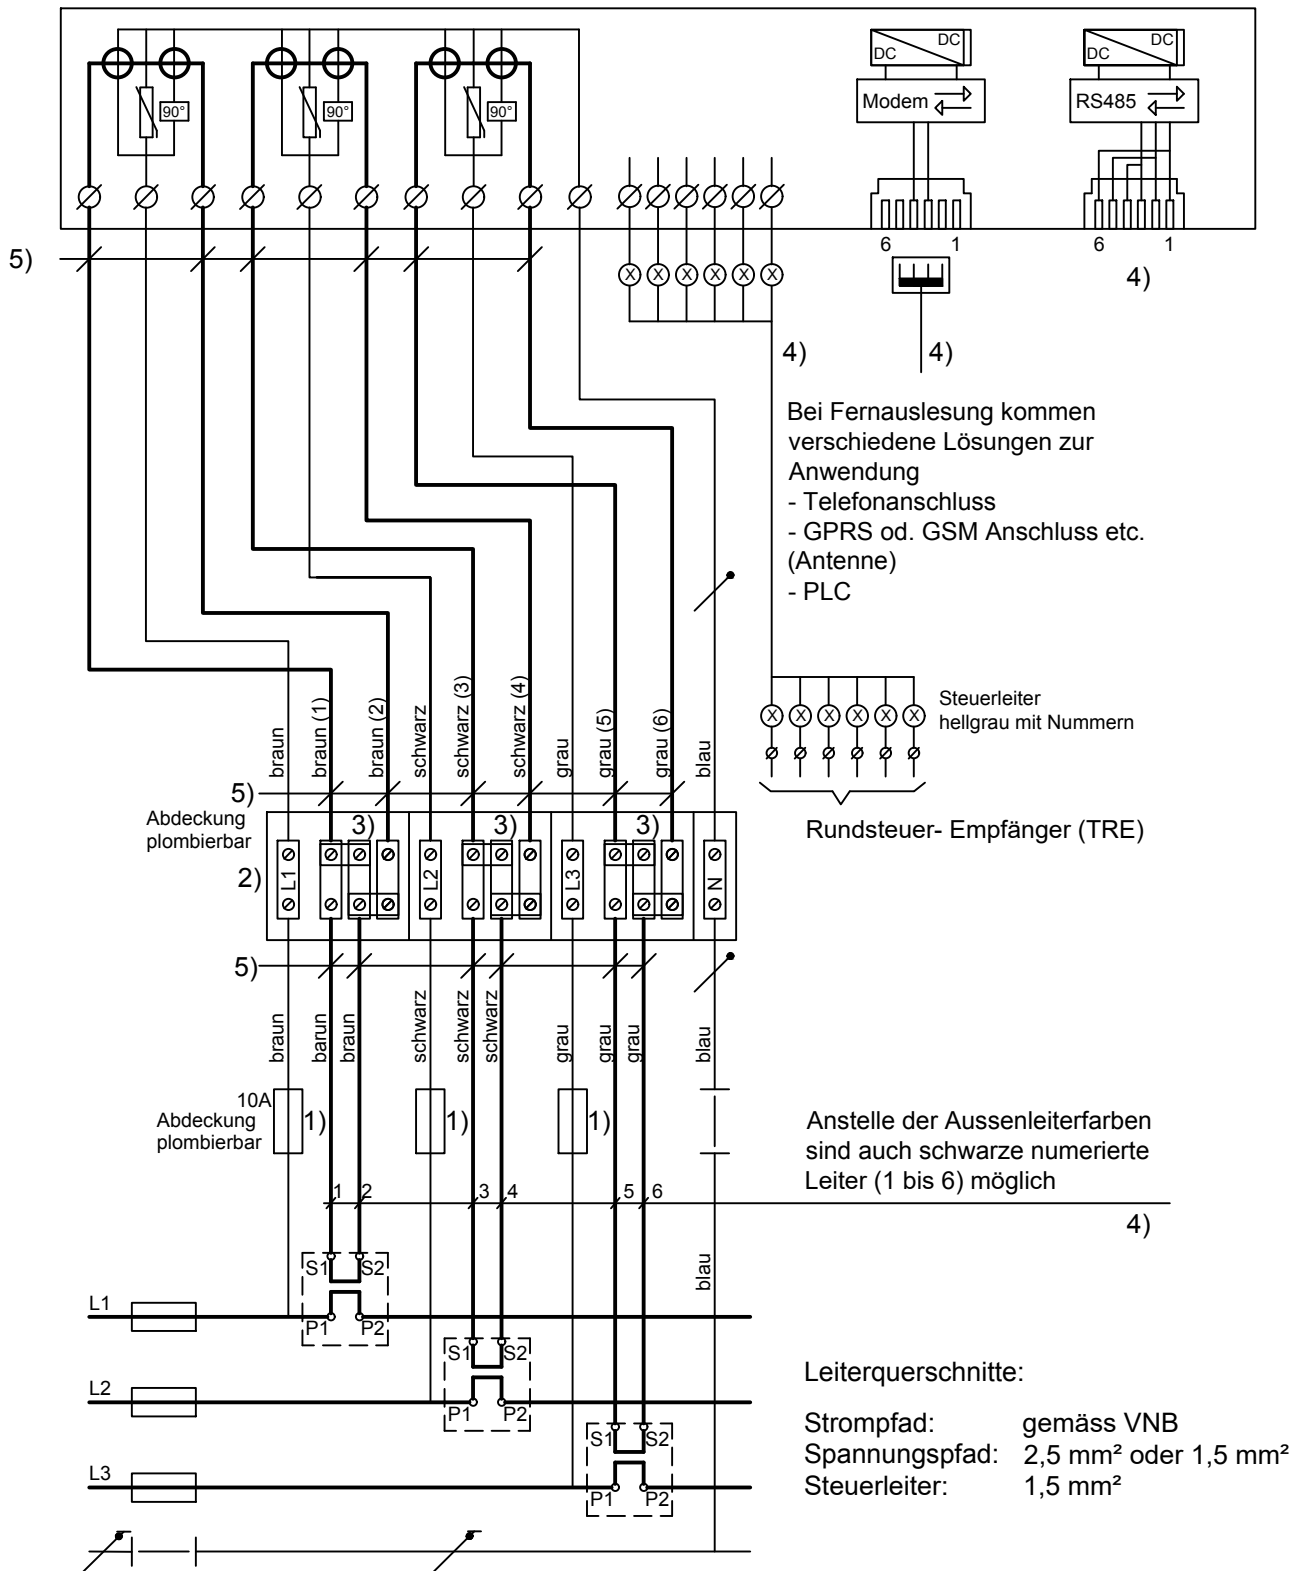 DC DC DC DC
Modem RS485
90° 90° 90°
6 1 6 1
5)
X X X X X X
4)
4) 4)
Bei Fernauslesung kommen
verschiedene Lösungen zur
Anwendung
- Telefonanschluss
- GPRS od. GSM Anschluss etc.
(Antenne)
- PLC
braun braun (1) braun (2) schwarz schwarz (3) schwarz (4) grau grau (5) grau (6) blau
X X X X X X
Steuerleiter
hellgrau mit Nummern
5)
Abdeckung
plombierbar
3) 3) 3)
Rundsteuer- Empfänger (TRE)
2) L1 L2 L3 N
5)
braun barun braun schwarz schwarz schwarz grau grau grau blau
10A
Abdeckung
plombierbar
1) 1) 1)
Anstelle der Aussenleiterfarben
sind auch schwarze numerierte
Leiter (1 bis 6) möglich
1 2 3 4 5 6
4)
blau
S1 S2
L1
P1 P2
S1 S2
L2
P1 P2
S1 S2
L3
P1 P2
Leiterquerschnitte:
Strompfad: gemäss VNB
Spannungspfad: 2,5 mm² oder 1,5 mm²
Steuerleiter: 1,5 mm²